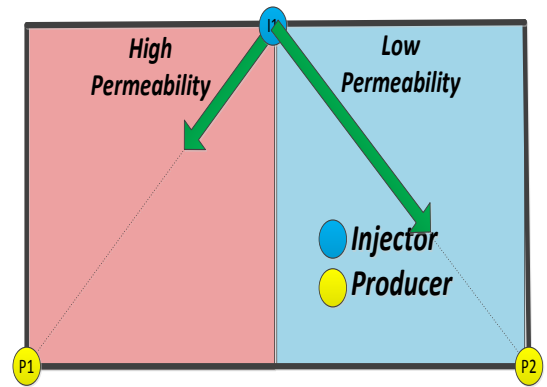 I1
High
Permeability
Low
Permeability
Injector
Producer
P1
P2